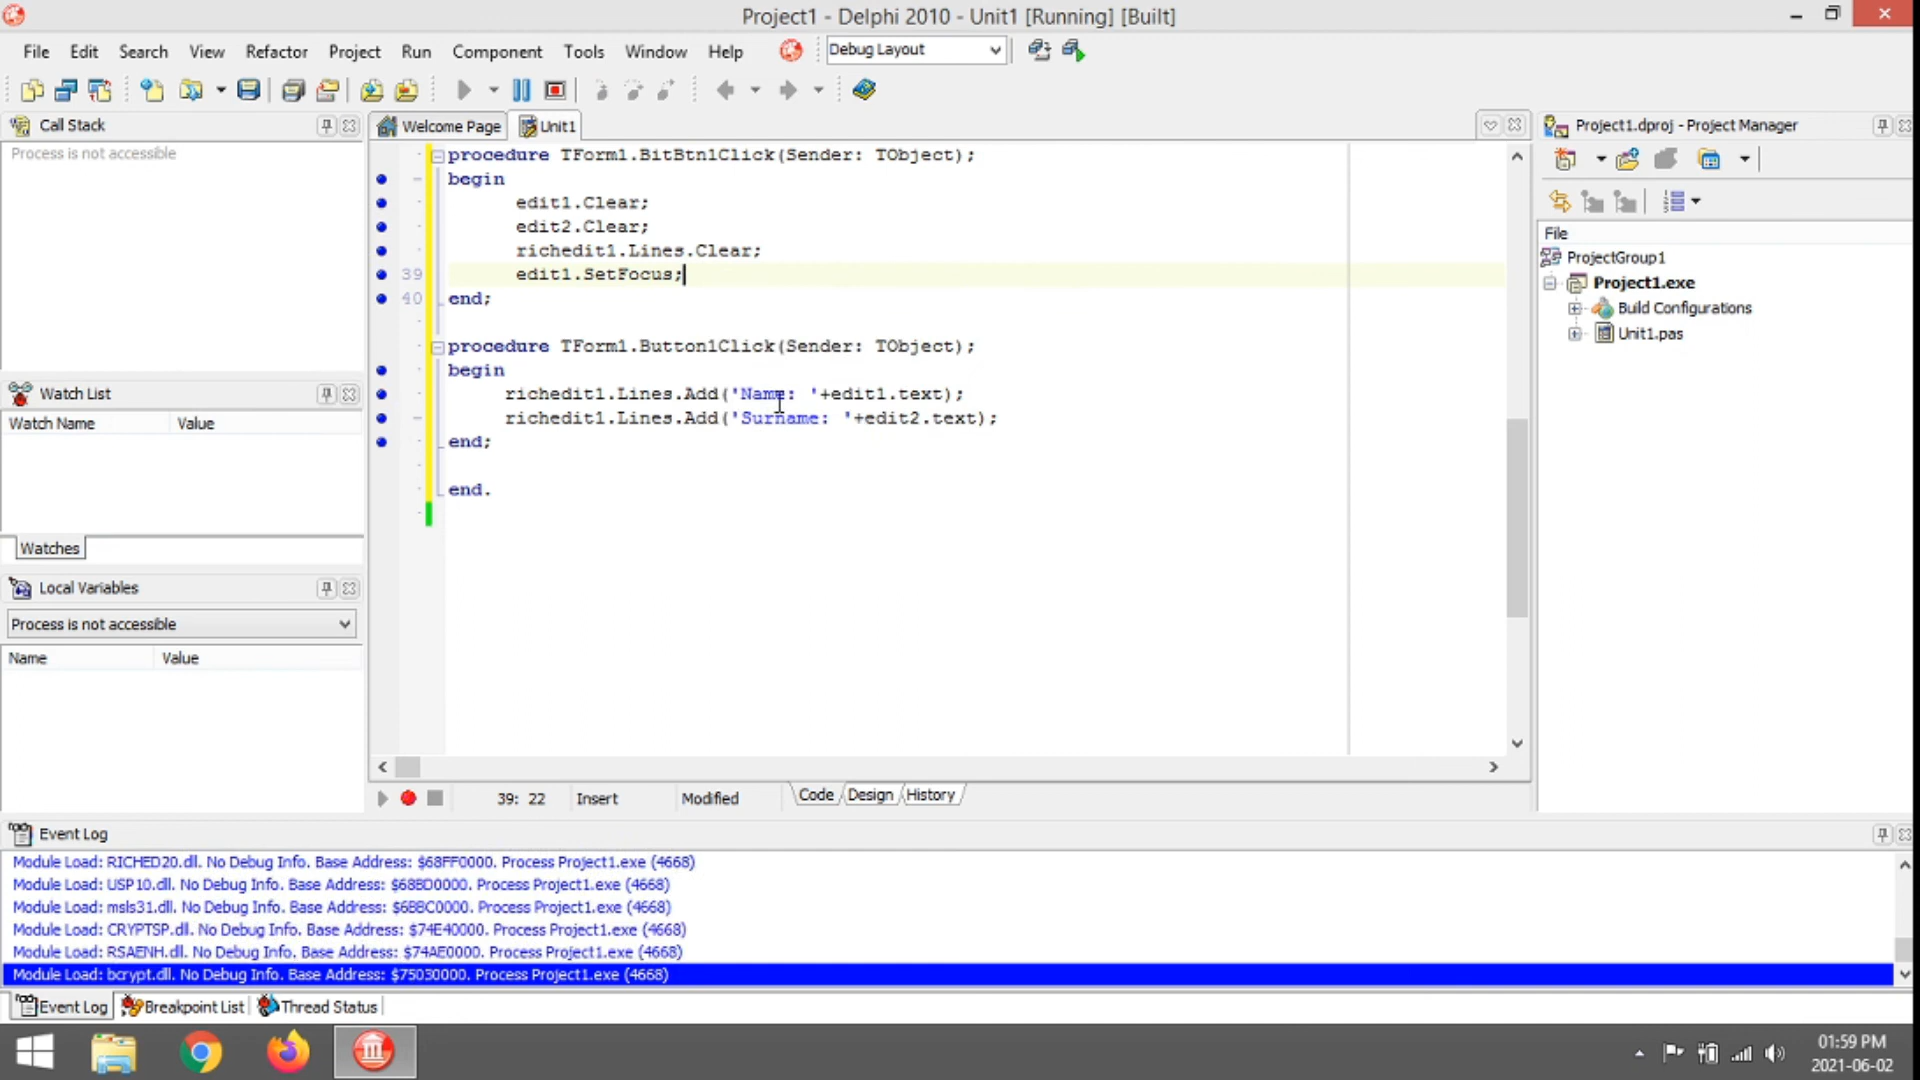 Project1 - Delphi 2010 - Unit1 [Running] [Built]
File Edit Search View Refactor Project Run Component Tools Window Help Debug Layout
Call Stack
Process is not accessible
Welcome Page Unit1
procedure TForm1.BitBtn1Click(Sender: TObject);
begin
edit1.Clear;
edit2.Clear;
richedit1.Lines.Clear;
39 edit1.SetFocus;
40 end;
procedure TForm1.Button1Click(Sender: TObject);
begin
richedit1.Lines.Add('Name: '+edit1.text);
richedit1.Lines.Add('Surname: '+edit2.text);
end;
end.
39: 22 Insert Modified Code Design History
Project1.dproj - Project Manager
File
ProjectGroup1
Project1.exe
Build Configurations
Unit1.pas
Watch List
Watch Name Value
Watches
Local Variables
Process is not accessible
Name Value
Event Log
Module Load: RICHED20.dll. No Debug Info. Base Address: $68FF0000. Process Project1.exe (4668)
Module Load: USP10.dll. No Debug Info. Base Address: $68BD0000. Process Project1.exe (4668)
Module Load: msls31.dll. No Debug Info. Base Address: $6BBC0000. Process Project1.exe (4668)
Module Load: CRYPTSP.dll. No Debug Info. Base Address: $74E40000. Process Project1.exe (4668)
Module Load: RSAENH.dll. No Debug Info. Base Address: $74AE0000. Process Project1.exe (4668)
Module Load: bcrypt.dll. No Debug Info. Base Address: $75030000. Process Project1.exe (4668)
Event Log Breakpoint List Thread Status
01:59 PM
2021-06-02